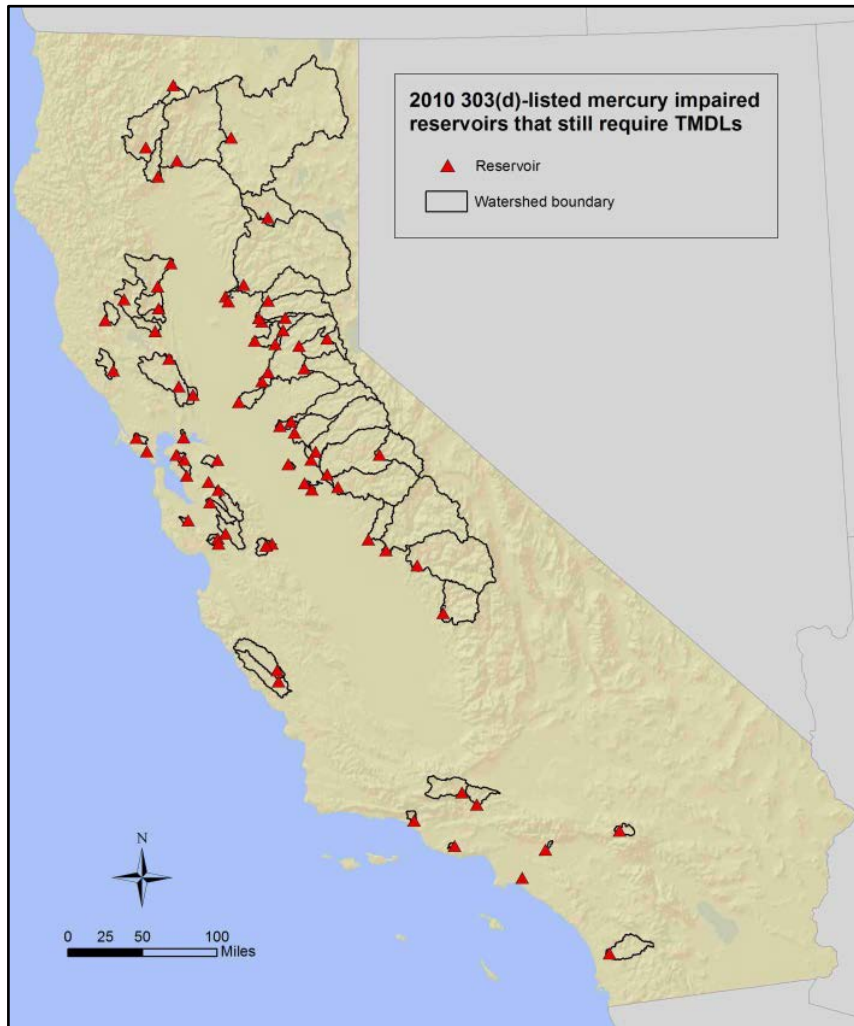 2010 303(d)-listed mercury impaired
reservoirs that still require TMDLs
Reservoir
Watershed boundary
N
0 25 50 100
Miles